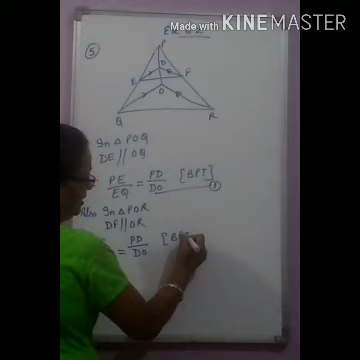 Made with KINEMASTER
5
P
D
E F
O
Q R
In △ POQ
DE // OQ
PE/EQ = PD/DO [BPT] ①
Also In △ POR
DF // OR
= PD/DO [BPT